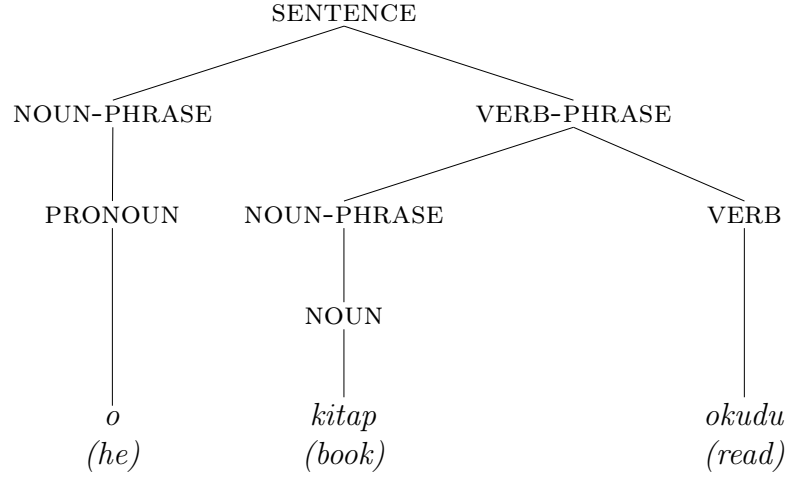 SENTENCE
NOUN-PHRASE VERB-PHRASE
PRONOUN NOUN-PHRASE VERB
NOUN
o kitap okudu
(he) (book) (read)